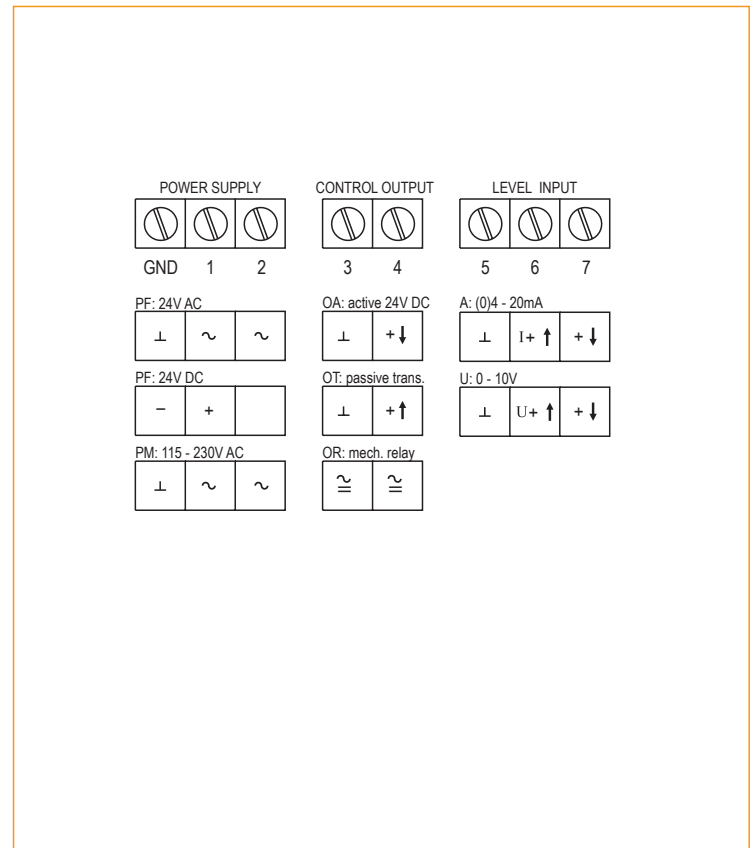 POWER SUPPLY CONTROL OUTPUT LEVEL INPUT
GND 1 2 3 4 5 6 7
PF: 24V AC OA: active 24V DC A: (0)4 - 20mA
⊥ ~ ~ ⊥ +↓ ⊥ I+ ↑ +↓
PF: 24V DC OT: passive trans. U: 0 - 10V
− + ⊥ +↑ ⊥ U+ ↑ +↓
PM: 115 - 230V AC OR: mech. relay
⊥ ~ ~ ≅ ≅